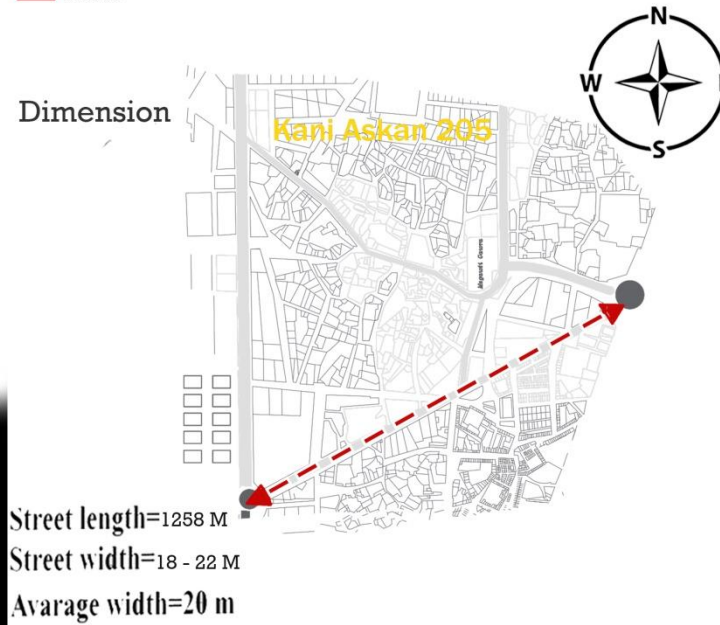 N
W
S
Dimension
Kani Askan 205
Street length=1258 M
Street width=18 - 22 M
Avarage width=20 m